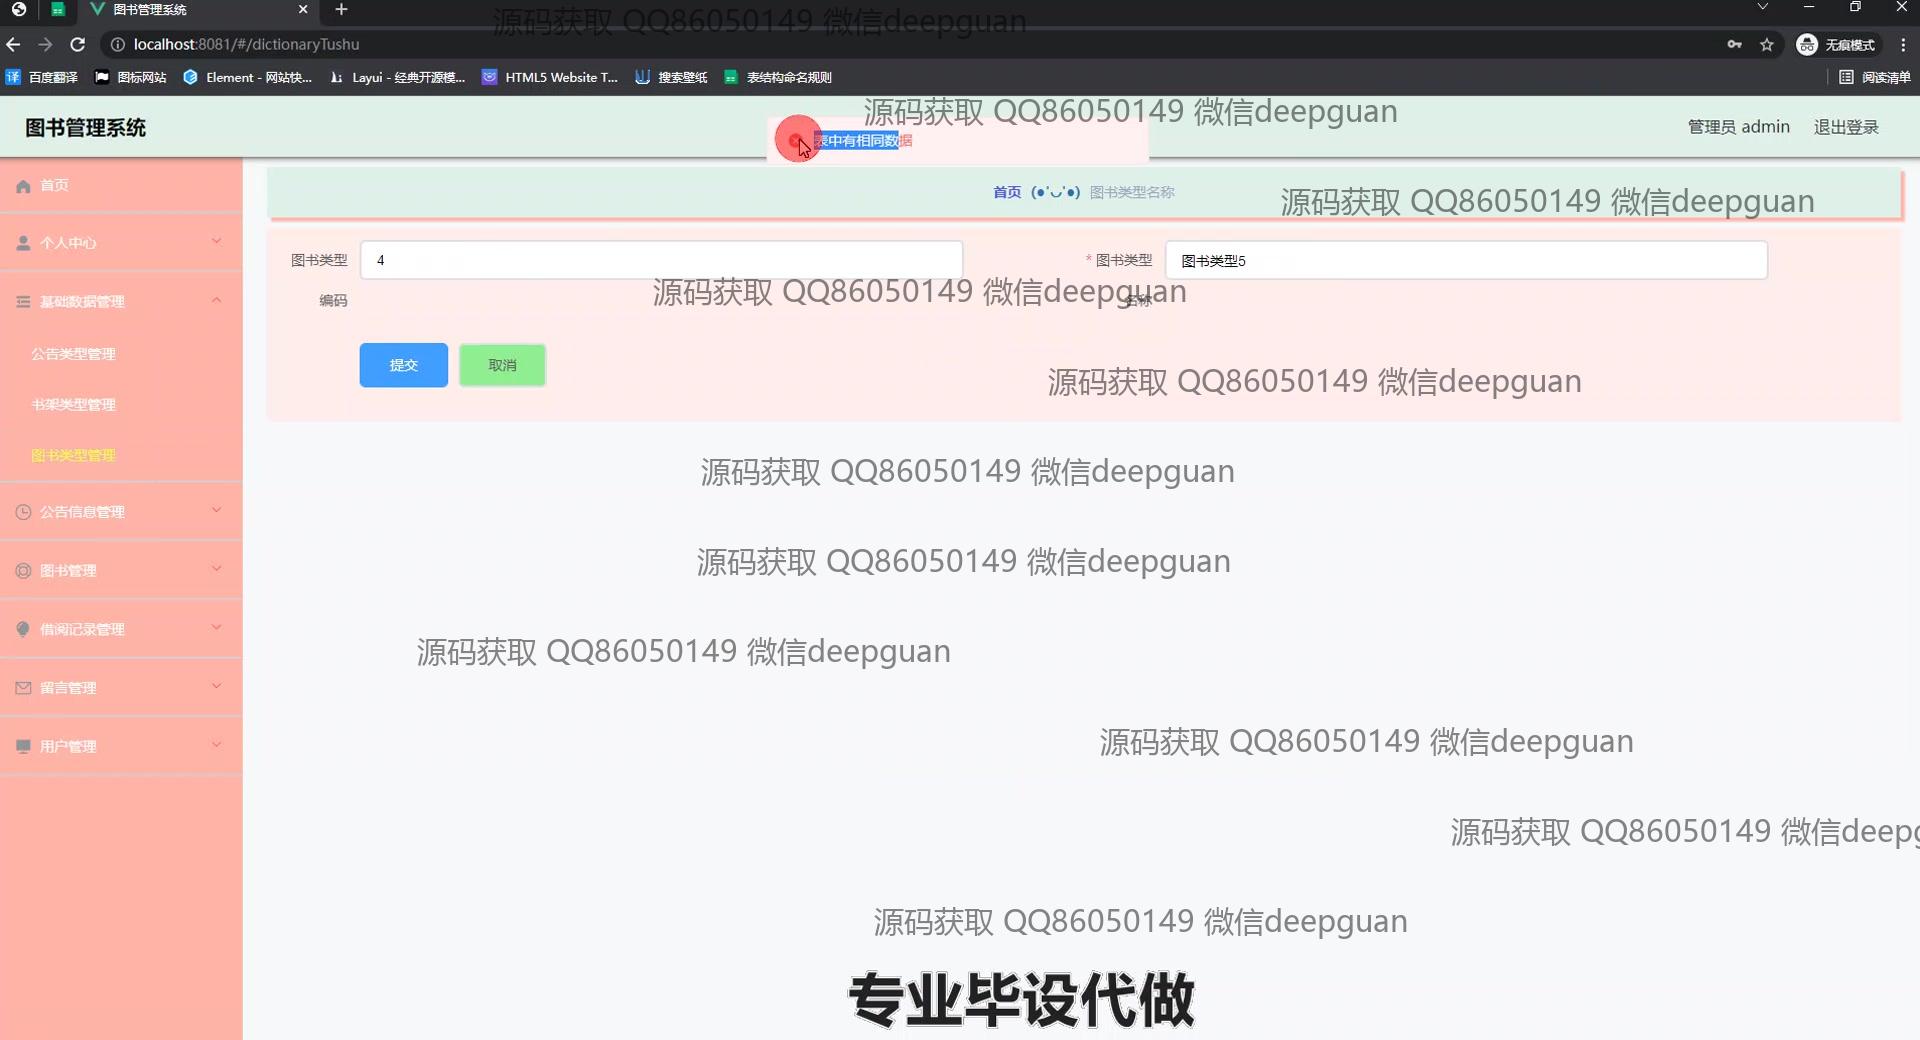 图书管理系统
源码获取 QQ86050149 微信deepguan
localhost:8081/#/dictionaryTushu
无痕模式
百度翻译
图标网站
Element - 网站快...
Layui - 经典开源模...
HTML5 Website T...
搜索壁纸
表结构命名规则
阅读清单
源码获取 QQ86050149 微信deepguan
图书管理系统
表中有相同数据
管理员 admin
退出登录
首页
首页 (●'◡'●) 图书类型名称
源码获取 QQ86050149 微信deepguan
个人中心
图书类型
编码
4
* 图书类型
名称
图书类型5
源码获取 QQ86050149 微信deepguan
基础数据管理
公告类型管理
提交
取消
源码获取 QQ86050149 微信deepguan
书架类型管理
图书类型管理
源码获取 QQ86050149 微信deepguan
公告信息管理
图书管理
源码获取 QQ86050149 微信deepguan
借阅记录管理
源码获取 QQ86050149 微信deepguan
留言管理
用户管理
源码获取 QQ86050149 微信deepguan
源码获取 QQ86050149 微信deepg
源码获取 QQ86050149 微信deepguan
专业毕设代做